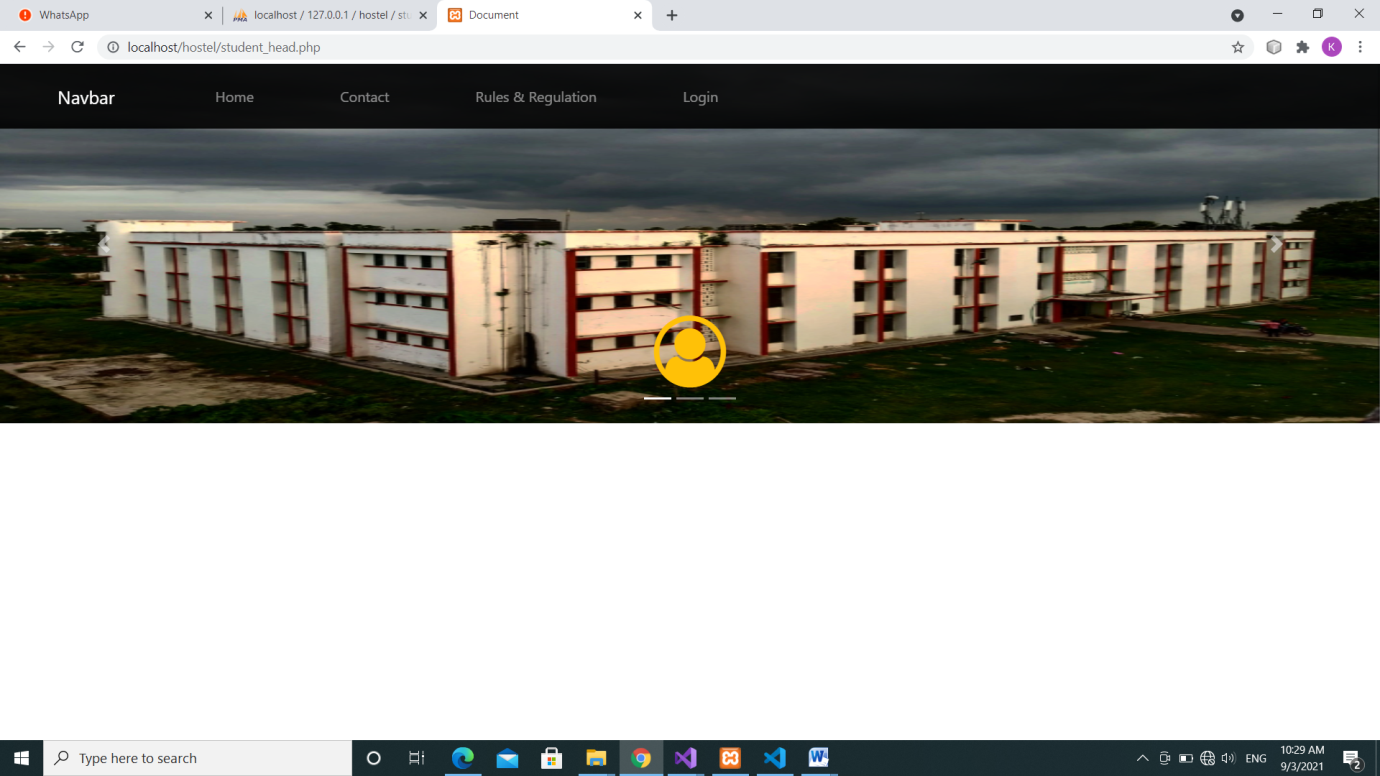 WhatsApp
localhost / 127.0.0.1 / hostel / stu
Document
localhost/hostel/student_head.php
K
Navbar
Home
Contact
Rules & Regulation
Login
Type here to search
ENG
10:29 AM
9/3/2021
2